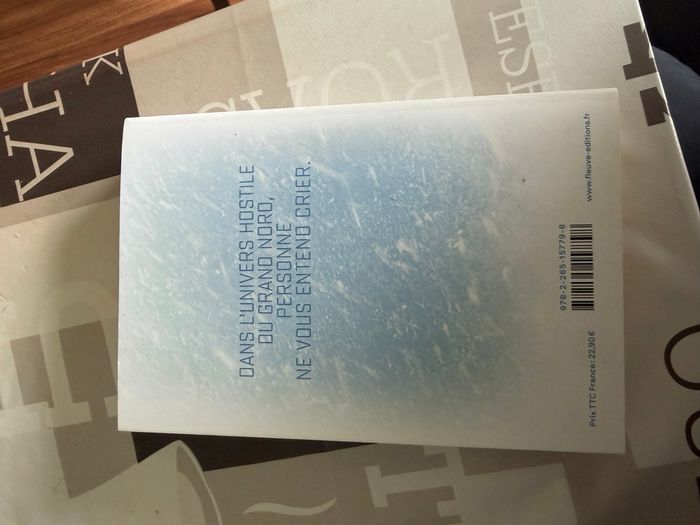 DANS L'UNIVERS HOSTILE
DU GRAND NORD,
PERSONNE
NE VOUS ENTEND CRIER.
Prix TTC France : 22,90 €
978-2-265-15779-8
www.fleuve-editions.fr